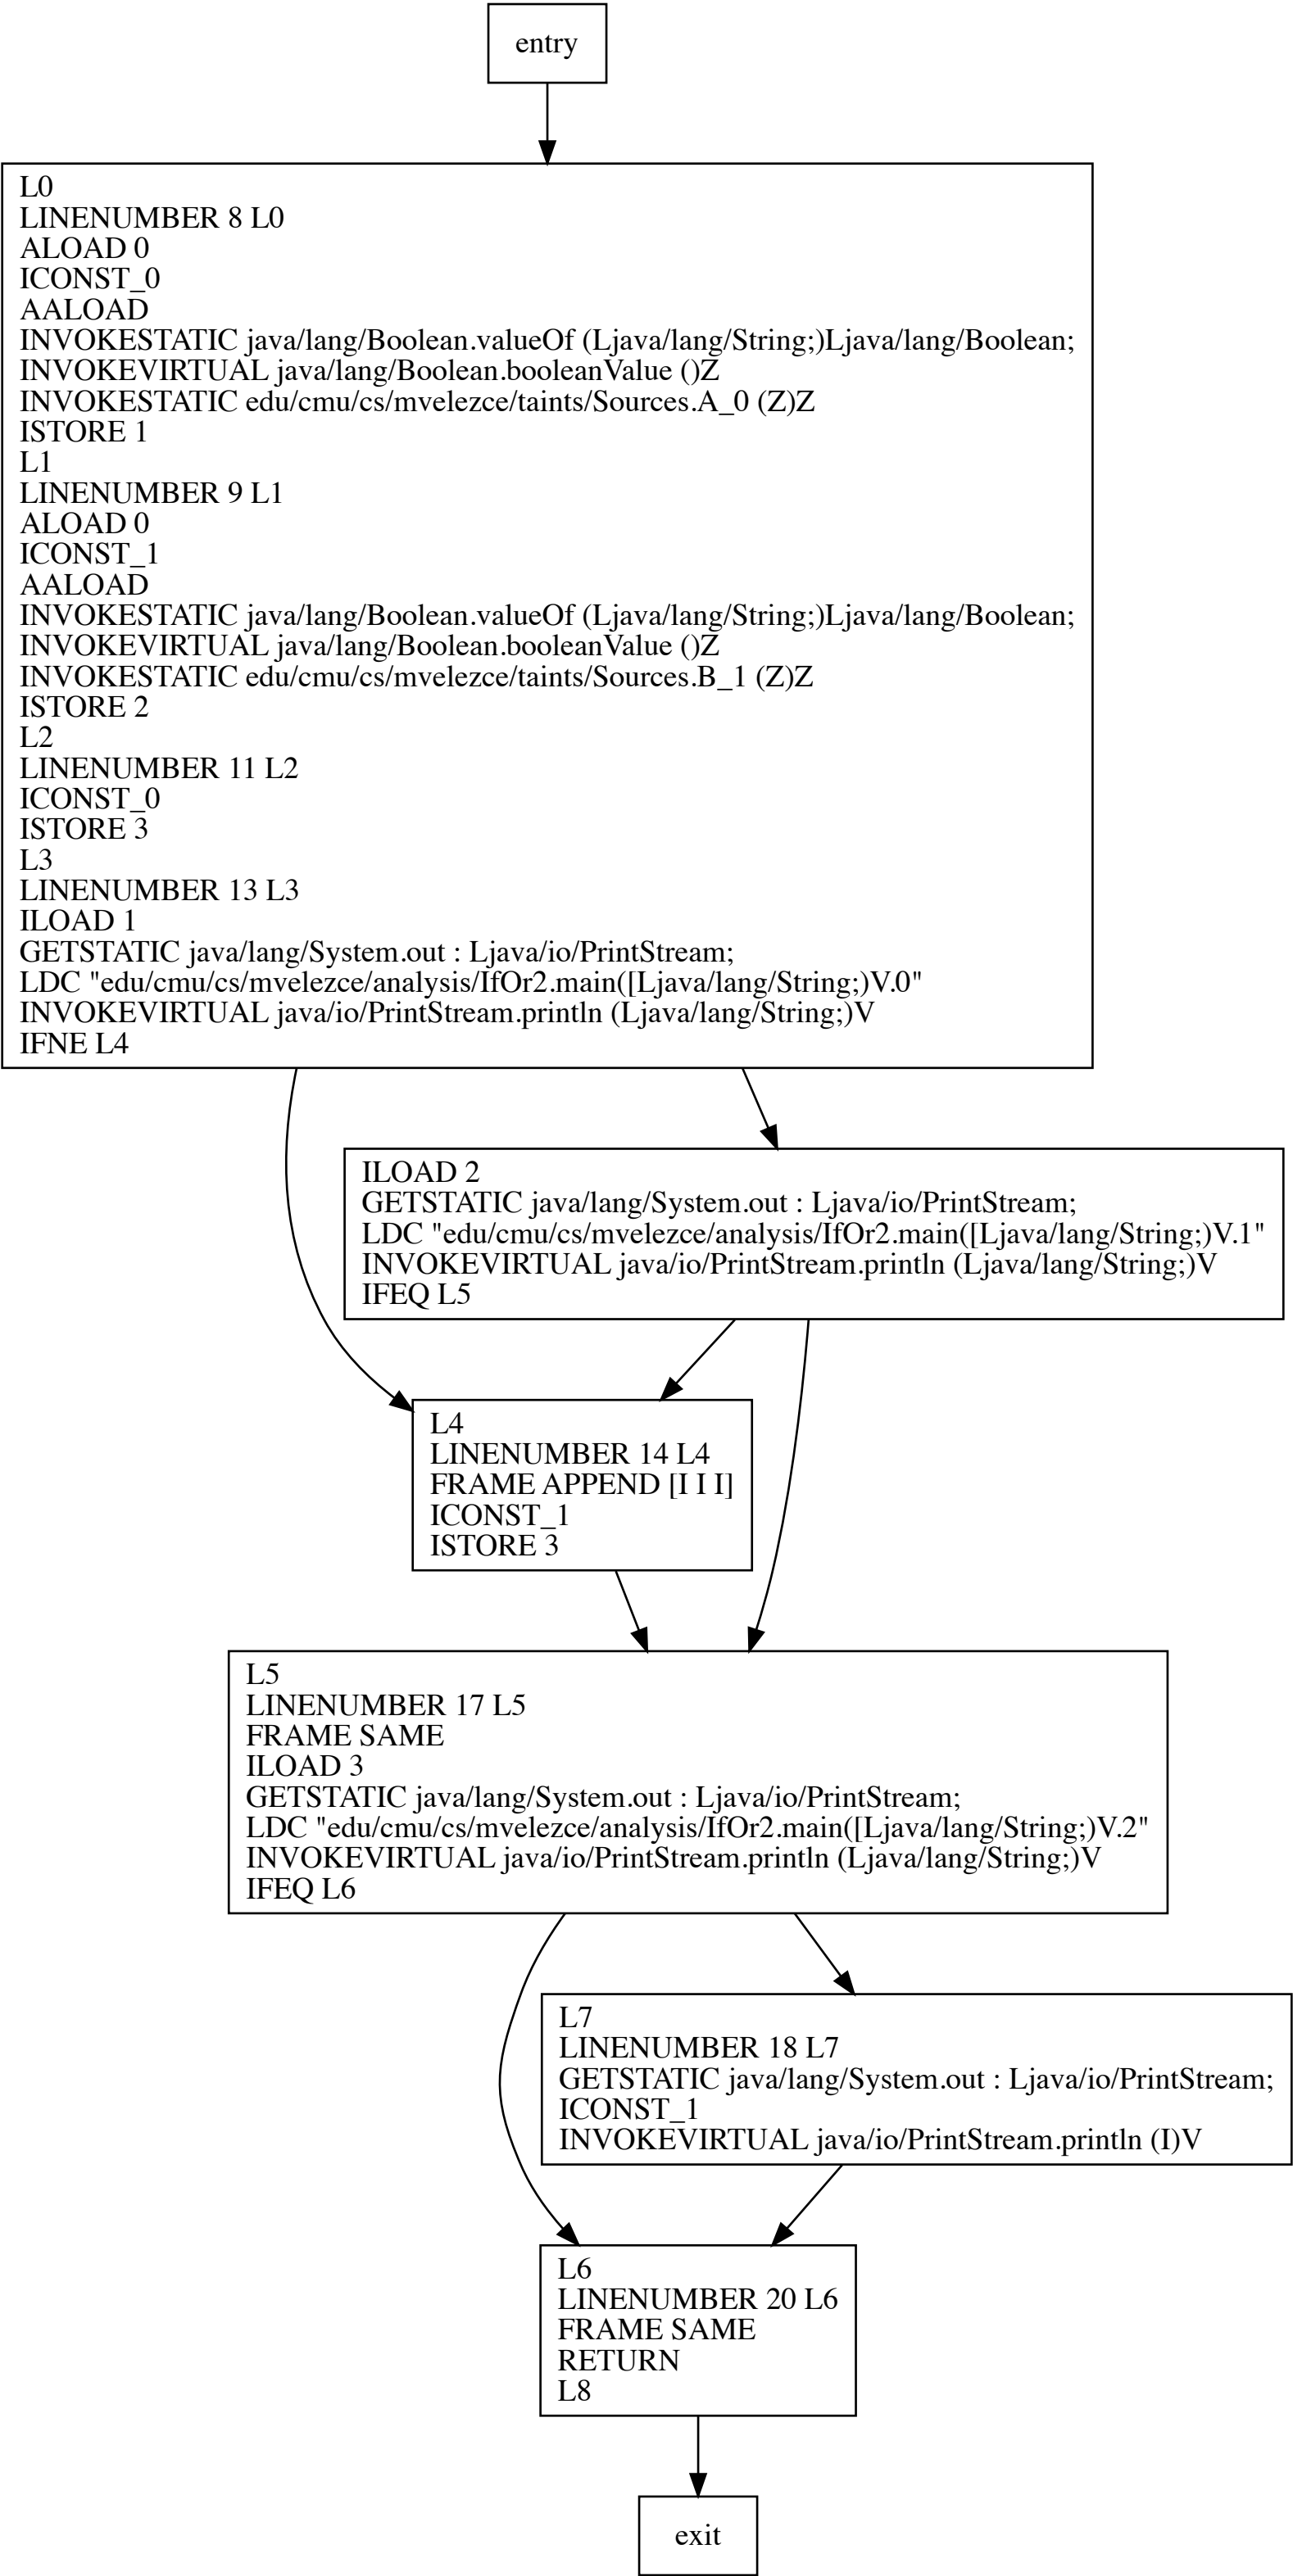 entry
L0
LINENUMBER 8 L0
ALOAD 0
ICONST_0
AALOAD
INVOKESTATIC java/lang/Boolean.valueOf (Ljava/lang/String;)Ljava/lang/Boolean;
INVOKEVIRTUAL java/lang/Boolean.booleanValue ()Z
INVOKESTATIC edu/cmu/cs/mvelezce/taints/Sources.A_0 (Z)Z
ISTORE 1
L1
LINENUMBER 9 L1
ALOAD 0
ICONST_1
AALOAD
INVOKESTATIC java/lang/Boolean.valueOf (Ljava/lang/String;)Ljava/lang/Boolean;
INVOKEVIRTUAL java/lang/Boolean.booleanValue ()Z
INVOKESTATIC edu/cmu/cs/mvelezce/taints/Sources.B_1 (Z)Z
ISTORE 2
L2
LINENUMBER 11 L2
ICONST_0
ISTORE 3
L3
LINENUMBER 13 L3
ILOAD 1
GETSTATIC java/lang/System.out : Ljava/io/PrintStream;
LDC "edu/cmu/cs/mvelezce/analysis/IfOr2.main([Ljava/lang/String;)V.0"
INVOKEVIRTUAL java/io/PrintStream.println (Ljava/lang/String;)V
IFNE L4
ILOAD 2
GETSTATIC java/lang/System.out : Ljava/io/PrintStream;
LDC "edu/cmu/cs/mvelezce/analysis/IfOr2.main([Ljava/lang/String;)V.1"
INVOKEVIRTUAL java/io/PrintStream.println (Ljava/lang/String;)V
IFEQ L5
L4
LINENUMBER 14 L4
FRAME APPEND [I I I]
ICONST_1
ISTORE 3
L5
LINENUMBER 17 L5
FRAME SAME
ILOAD 3
GETSTATIC java/lang/System.out : Ljava/io/PrintStream;
LDC "edu/cmu/cs/mvelezce/analysis/IfOr2.main([Ljava/lang/String;)V.2"
INVOKEVIRTUAL java/io/PrintStream.println (Ljava/lang/String;)V
IFEQ L6
L7
LINENUMBER 18 L7
GETSTATIC java/lang/System.out : Ljava/io/PrintStream;
ICONST_1
INVOKEVIRTUAL java/io/PrintStream.println (I)V
L6
LINENUMBER 20 L6
FRAME SAME
RETURN
L8
exit